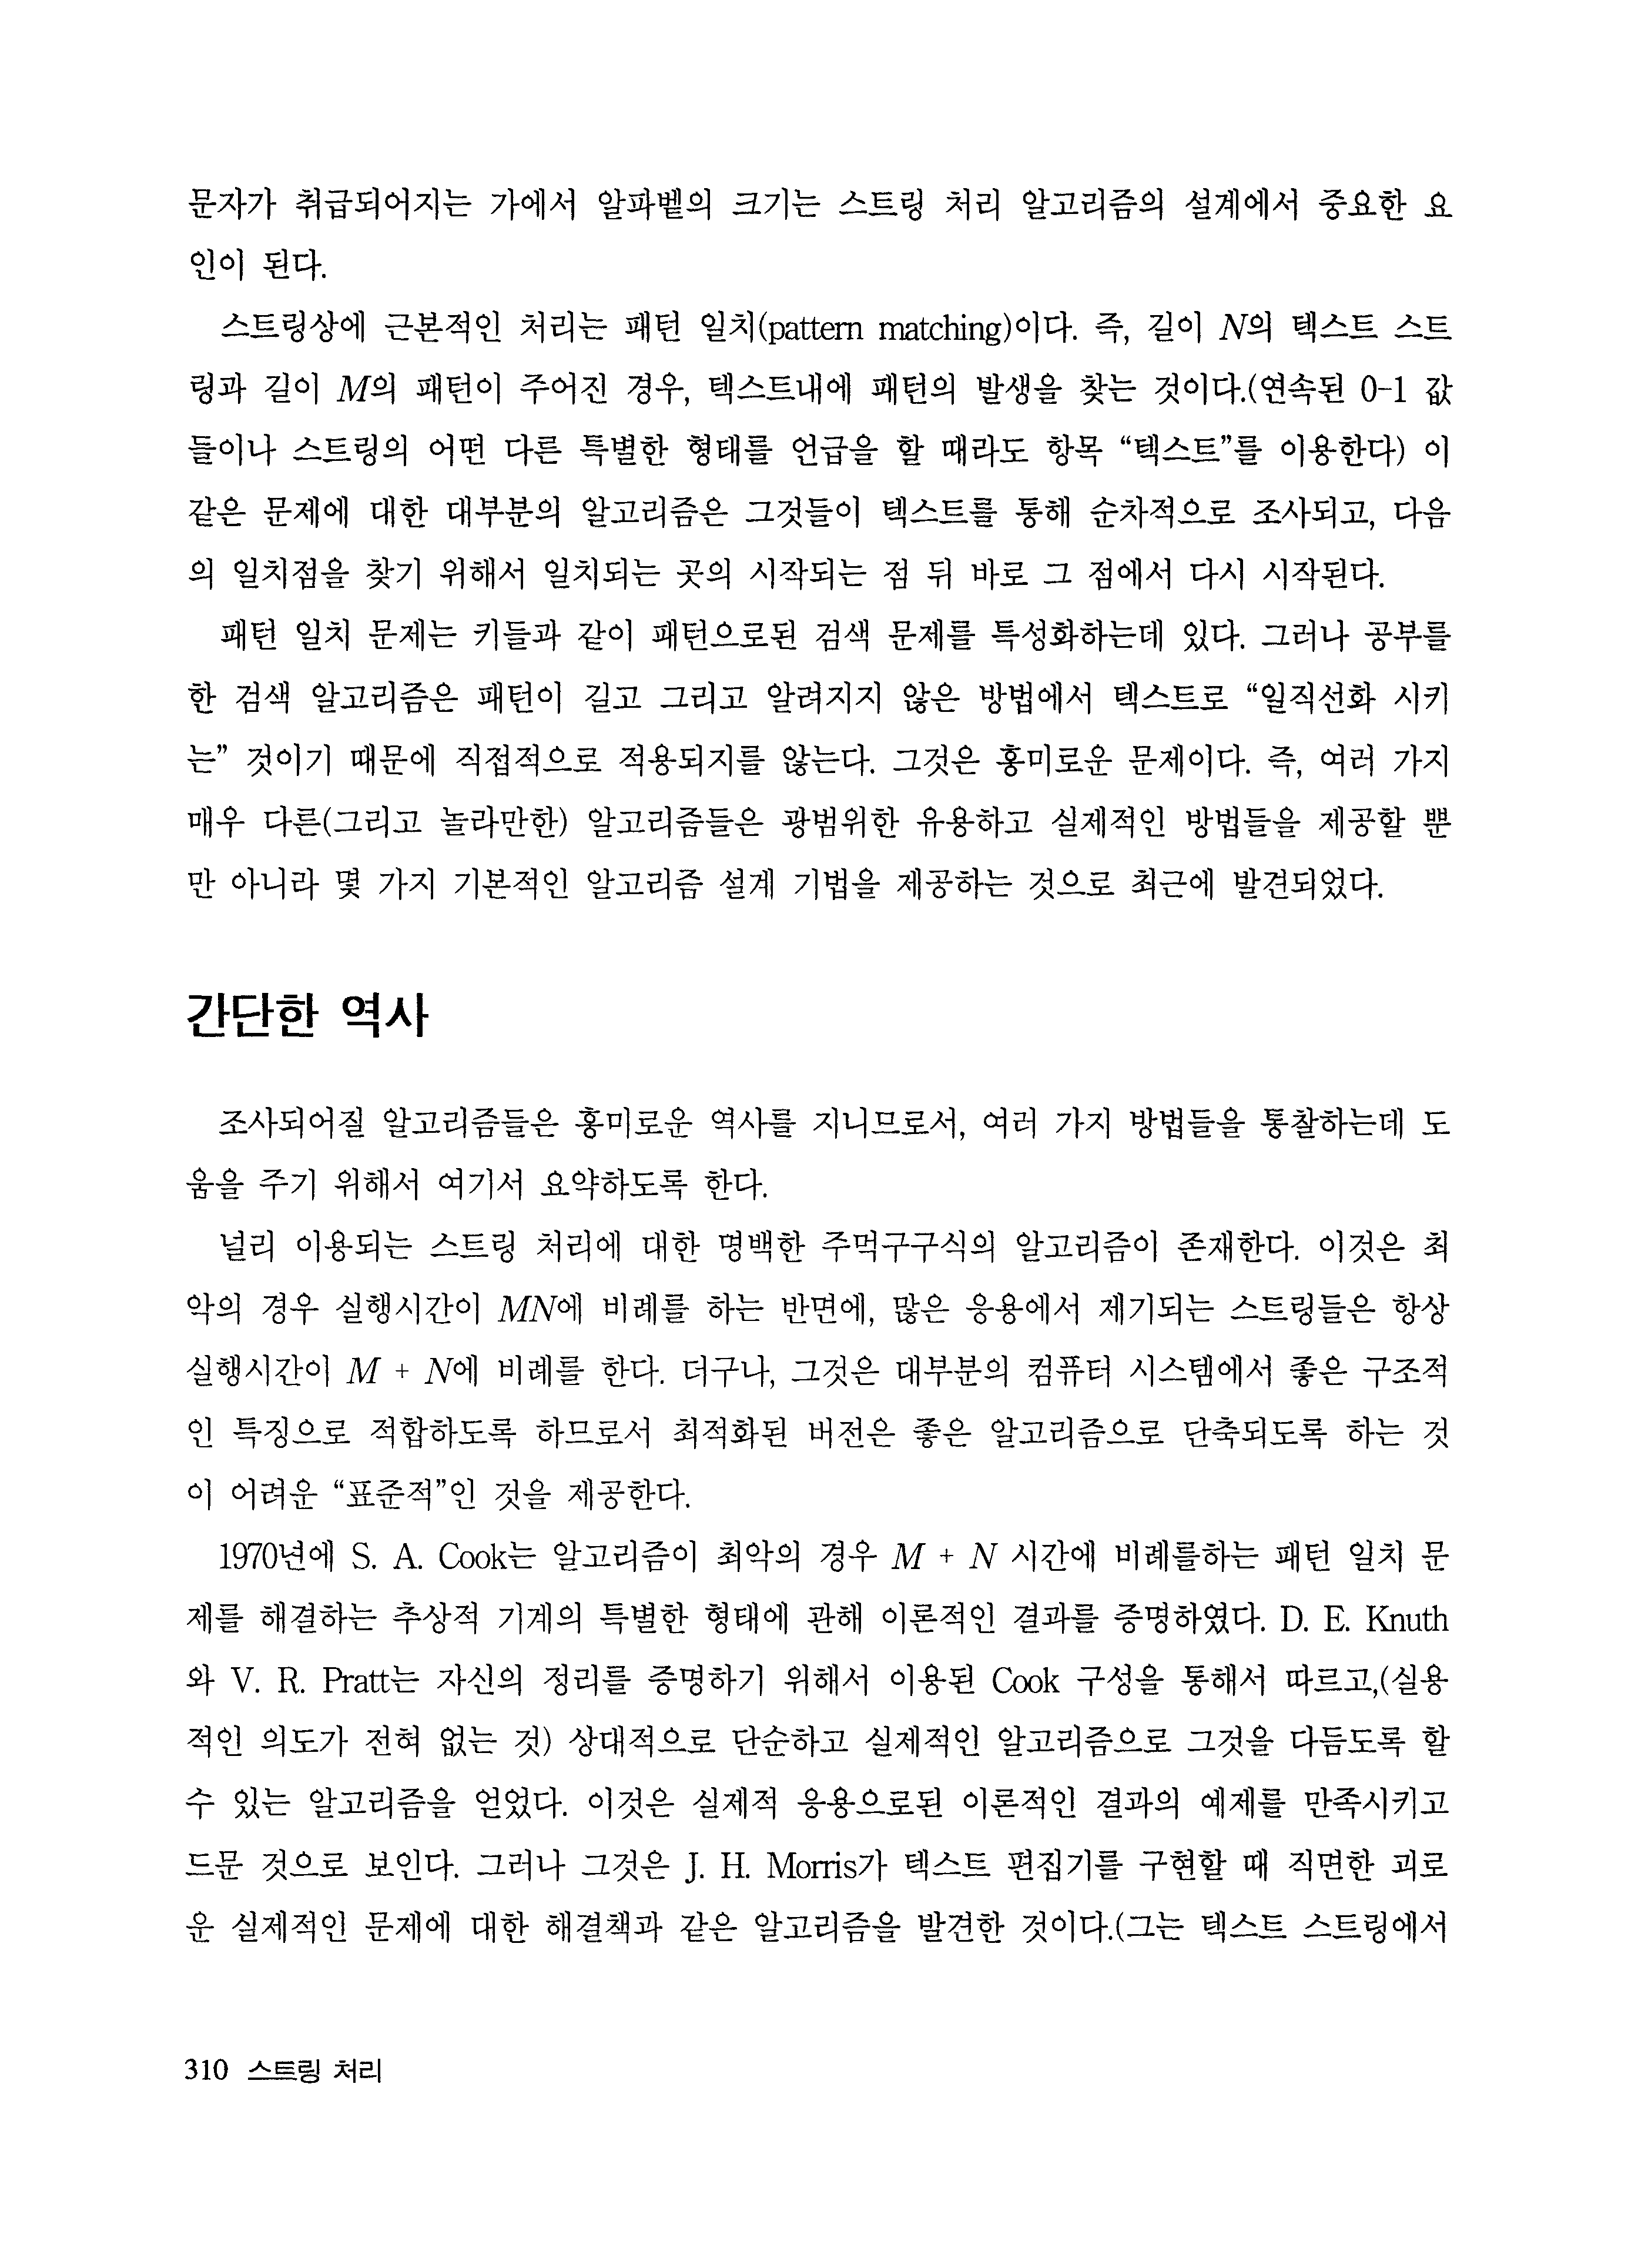 문자가 취급되어지는 가에서 알파벹의 크기는 스트링 처리 알고리즘의 설계에서 중요한 요
인이 된다.
스트링상에 근본적인 처리는 패턴 일치(pattern matching)이다. 즉, 길이 N의 텍스트 스트
링과 길이 M의 패턴이 주어진 경우, 텍스트내에 패턴의 발생을 찾는 것이다.(연속된 0-1 값
들이나 스트링의 어떤 다른 특별한 형태를 언급을 할 때라도 항목 “텍스트”를 이용한다) 이
같은 문제에 대한 대부분의 알고리즘은 그것들이 텍스트를 통해 순차적으로 조사되고, 다음
의 일치점을 찾기 위해서 일치되는 곳의 시작되는 점 뒤 바로 그 점에서 다시 시작된다.
패턴 일치 문제는 키들과 같이 패턴으로된 검색 문제를 특성화하는데 있다. 그러나 공부를
한 검색 알고리즘은 패턴이 길고 그리고 알려지지 않은 방법에서 텍스트로 “일직선화 시키
는” 것이기 때문에 직접적으로 적용되지를 않는다. 그것은 흥미로운 문제이다. 즉, 여러 가지
매우 다른(그리고 놀라만한) 알고리즘들은 광범위한 유용하고 실제적인 방법들을 제공할 뿐
만 아니라 몇 가지 기본적인 알고리즘 설계 기법을 제공하는 것으로 최근에 발견되었다.
간단한 역사
조사되어질 알고리즘들은 흥미로운 역사를 지니므로서, 여러 가지 방법들을 통찰하는데 도
움을 주기 위해서 여기서 요약하도록 한다.
널리 이용되는 스트링 처리에 대한 명백한 주먹구구식의 알고리즘이 존재한다. 이것은 최
악의 경우 실행시간이 MN에 비례를 하는 반면에, 많은 응용에서 제기되는 스트링들은 항상
실행시간이 M + N에 비례를 한다. 더구나, 그것은 대부분의 컴퓨터 시스템에서 좋은 구조적
인 특징으로 적합하도록 하므로서 최적화된 버전은 좋은 알고리즘으로 단축되도록 하는 것
이 어려운 “표준적”인 것을 제공한다.
1970년에 S. A. Cook는 알고리즘이 최악의 경우 M + N 시간에 비례를하는 패턴 일치 문
제를 해결하는 추상적 기계의 특별한 형태에 관해 이론적인 결과를 증명하였다. D. E. Knuth
와 V. R. Pratt는 자신의 정리를 증명하기 위해서 이용된 Cook 구성을 통해서 따르고,(실용
적인 의도가 전혀 없는 것) 상대적으로 단순하고 실제적인 알고리즘으로 그것을 다듬도록 할
수 있는 알고리즘을 얻었다. 이것은 실제적 응용으로된 이론적인 결과의 예제를 만족시키고
드문 것으로 보인다. 그러나 그것은 J. H. Morris가 텍스트 편집기를 구현할 때 직면한 괴로
운 실제적인 문제에 대한 해결책과 같은 알고리즘을 발견한 것이다.(그는 텍스트 스트링에서
310 스트링 처리